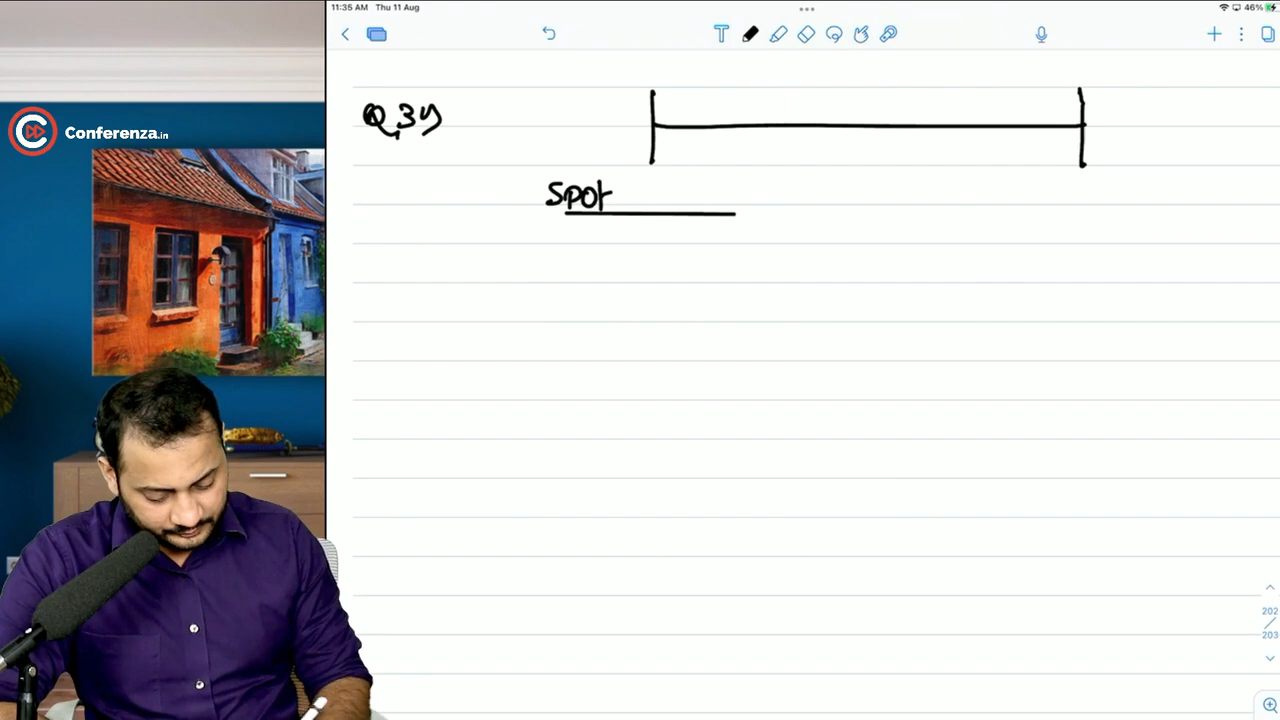 11:35 AM Thu 11 Aug
46%
Conferenza.in
Q,34
Spot
202
203